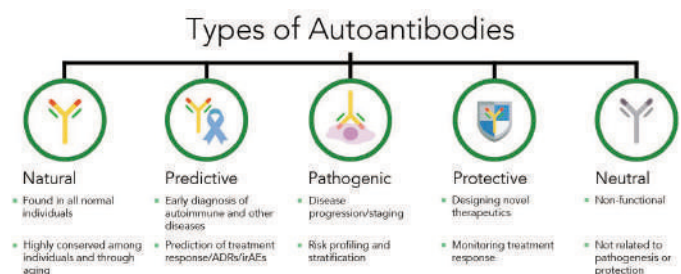 Types of Autoantibodies
Natural
Found in all normal
individuals
Highly conserved among
individuals and through
aging
Predictive
Early diagnosis of
autoimmune and other
diseases
Prediction of treatment
response/ADRs/irAEs
Pathogenic
Disease
progression/staging
Risk profiling and
stratification
Protective
Designing novel
therapeutics
Monitoring treatment
response
Neutral
Non-functional
Not related to
pathogenesis or
protection